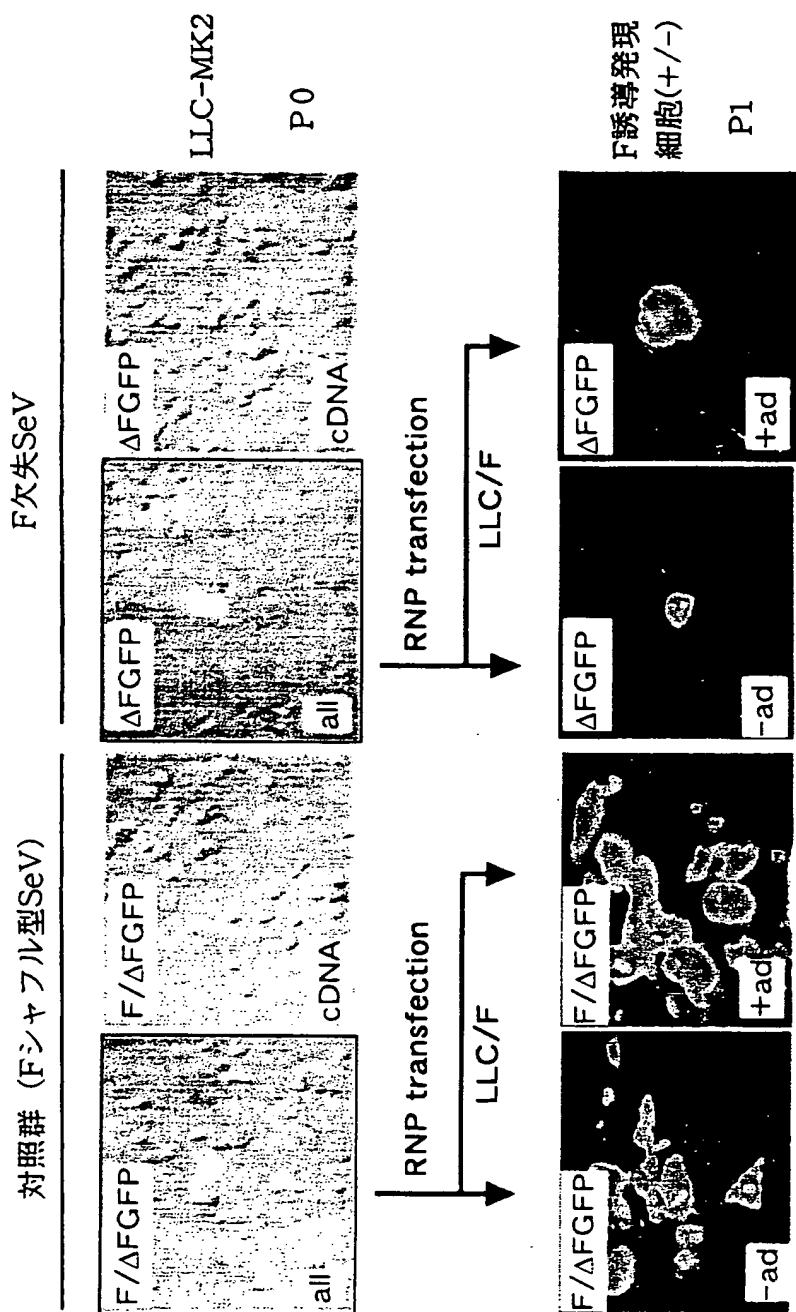 対照群 (Fシャフル型SeV)
F欠失SeV
F/ΔFGFP
all
F/ΔFGFP
cDNA
ΔFGFP
all
ΔFGFP
cDNA
LLC-MK2
P0
RNP transfection
LLC/F
RNP transfection
LLC/F
F/ΔFGFP
-ad
F/ΔFGFP
+ad
ΔFGFP
-ad
ΔFGFP
+ad
F誘導発現
細胞(+/-)
P1